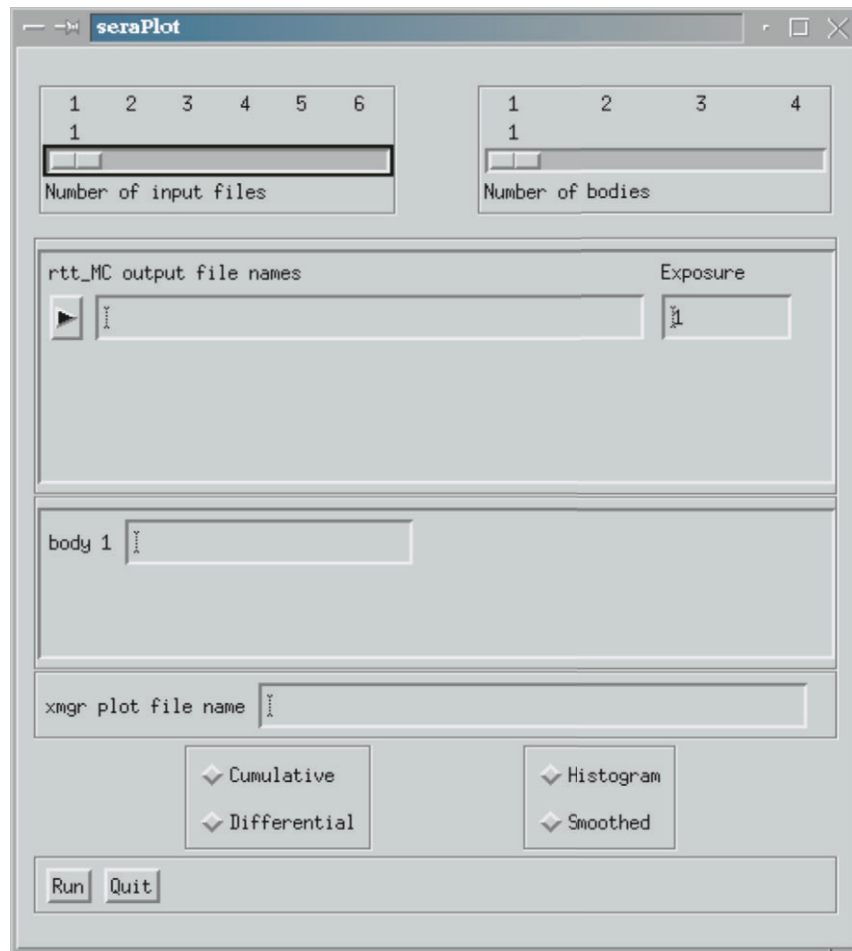 seraPlot
1 2 3 4 5 6
1
Number of input files
1 2 3 4
1
Number of bodies
rtt_MC output file names Exposure
1
body 1
xmgr plot file name
Cumulative
Differential
Histogram
Smoothed
Run Quit